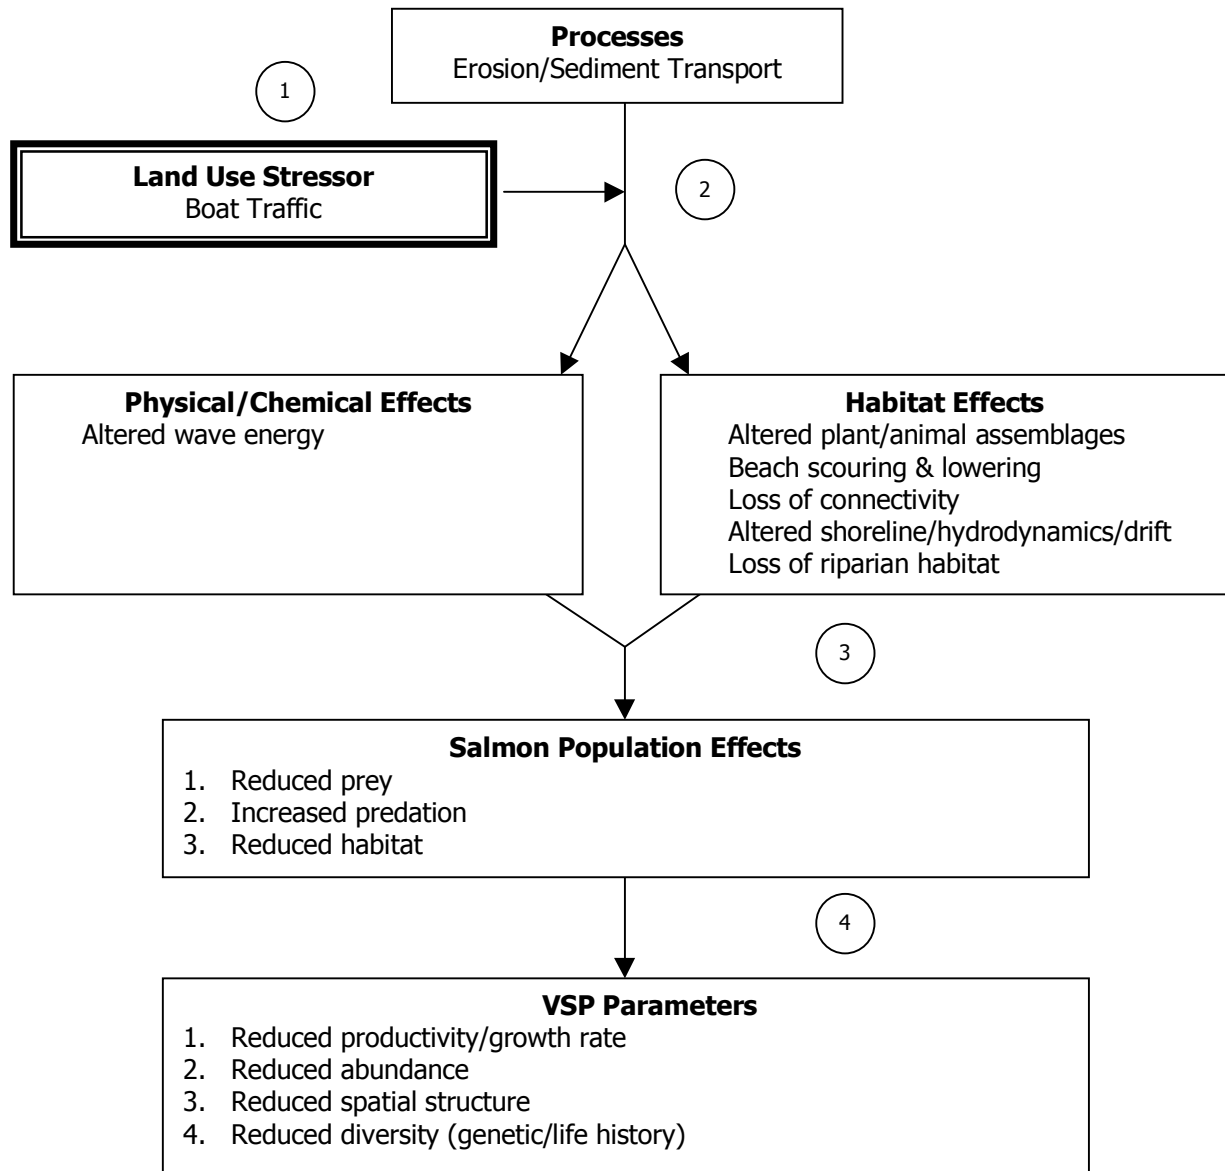 Processes
Erosion/Sediment Transport
1
Land Use Stressor
Boat Traffic
2
Physical/Chemical Effects
Altered wave energy
Habitat Effects
Altered plant/animal assemblages
Beach scouring & lowering
Loss of connectivity
Altered shoreline/hydrodynamics/drift
Loss of riparian habitat
3
Salmon Population Effects
1. Reduced prey
2. Increased predation
3. Reduced habitat
4
VSP Parameters
1. Reduced productivity/growth rate
2. Reduced abundance
3. Reduced spatial structure
4. Reduced diversity (genetic/life history)